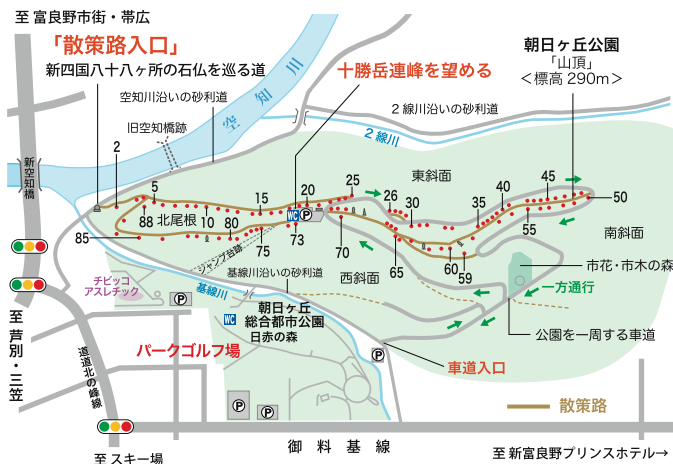 至 富良野市街・帯広
「散策路入口」
新四国八十八ヶ所の石仏を巡る道
空知川沿いの砂利道
旧空知橋跡
空知川
十勝岳連峰を望める
朝日ヶ丘公園
「山頂」
＜標高290m＞
2線川沿いの砂利道
2線川
新空知橋
2
5
88
北尾根
10
80
15
20
25
WC
P
85
75
73
70
26
30
東斜面
35
40
45
50
55
南斜面
65
60
59
西斜面
ジャンプ台跡
基線川沿いの砂利道
基線川
チビッコ
アスレチック
P
WC
朝日ヶ丘
総合都市公園
日赤の森
パークゴルフ場
P
P
P
市花・市木の森
一方通行
公園を一周する車道
車道入口
散策路
至 芦別・三笠
道道北の峰線
御料基線
至 スキー場
至 新富良野プリンスホテル→